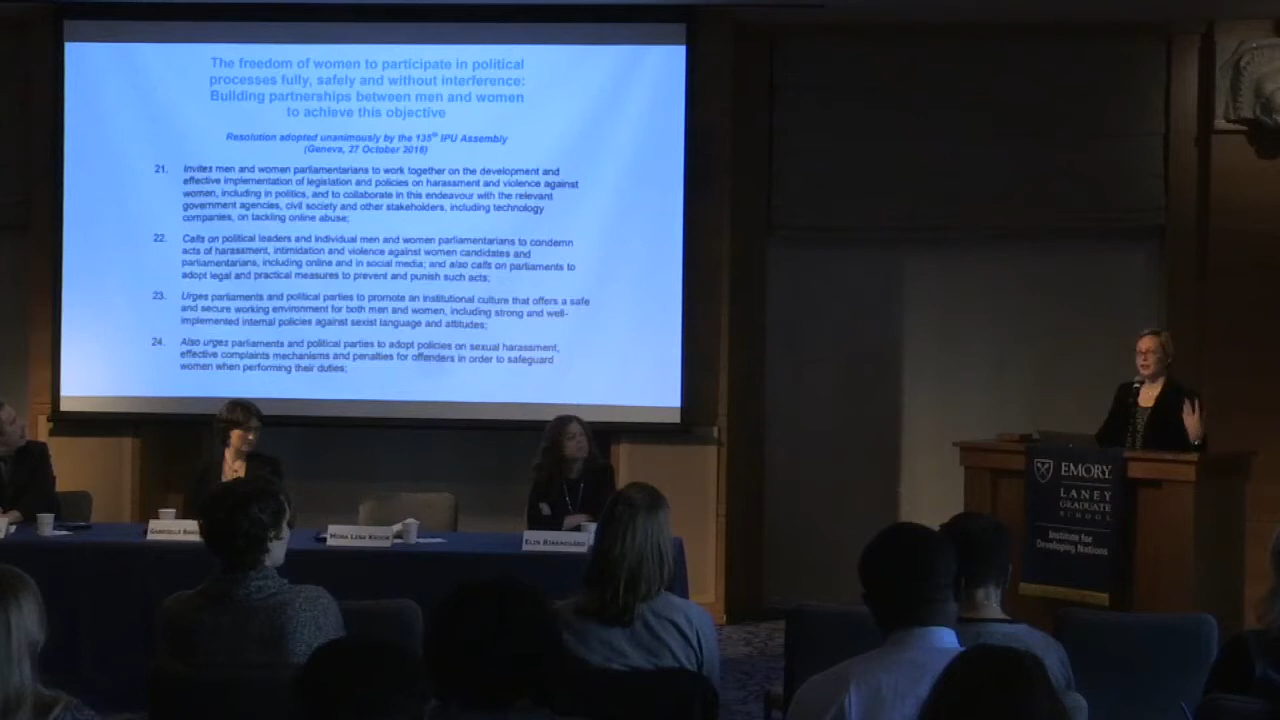 The freedom of women to participate in political
processes fully, safely and without interference:
Building partnerships between men and women
to achieve this objective
Resolution adopted unanimously by the 135th IPU Assembly
(Geneva, 27 October 2016)
21. Invites men and women parliamentarians to work together on the development and
effective implementation of legislation and policies on harassment and violence against
women, including in politics, and to collaborate in this endeavour with the relevant
government agencies, civil society and other stakeholders, including technology
companies, on tackling online abuse;
22. Calls on political leaders and individual men and women parliamentarians to condemn
acts of harassment, intimidation and violence against women candidates and
parliamentarians, including online and in social media; and also calls on parliaments to
adopt legal and practical measures to prevent and punish such acts;
23. Urges parliaments and political parties to promote an institutional culture that offers a safe
and secure working environment for both men and women, including strong and well-
implemented internal policies against sexist language and attitudes;
24. Also urges parliaments and political parties to adopt policies on sexual harassment,
effective complaints mechanisms and penalties for offenders in order to safeguard
women when performing their duties;
EMORY
LANEY
GRADUATE
SCHOOL
Institute for
Developing Nations
GABRIELLE
MONA LENA KROOK
ELIN BJARNEGÅRD